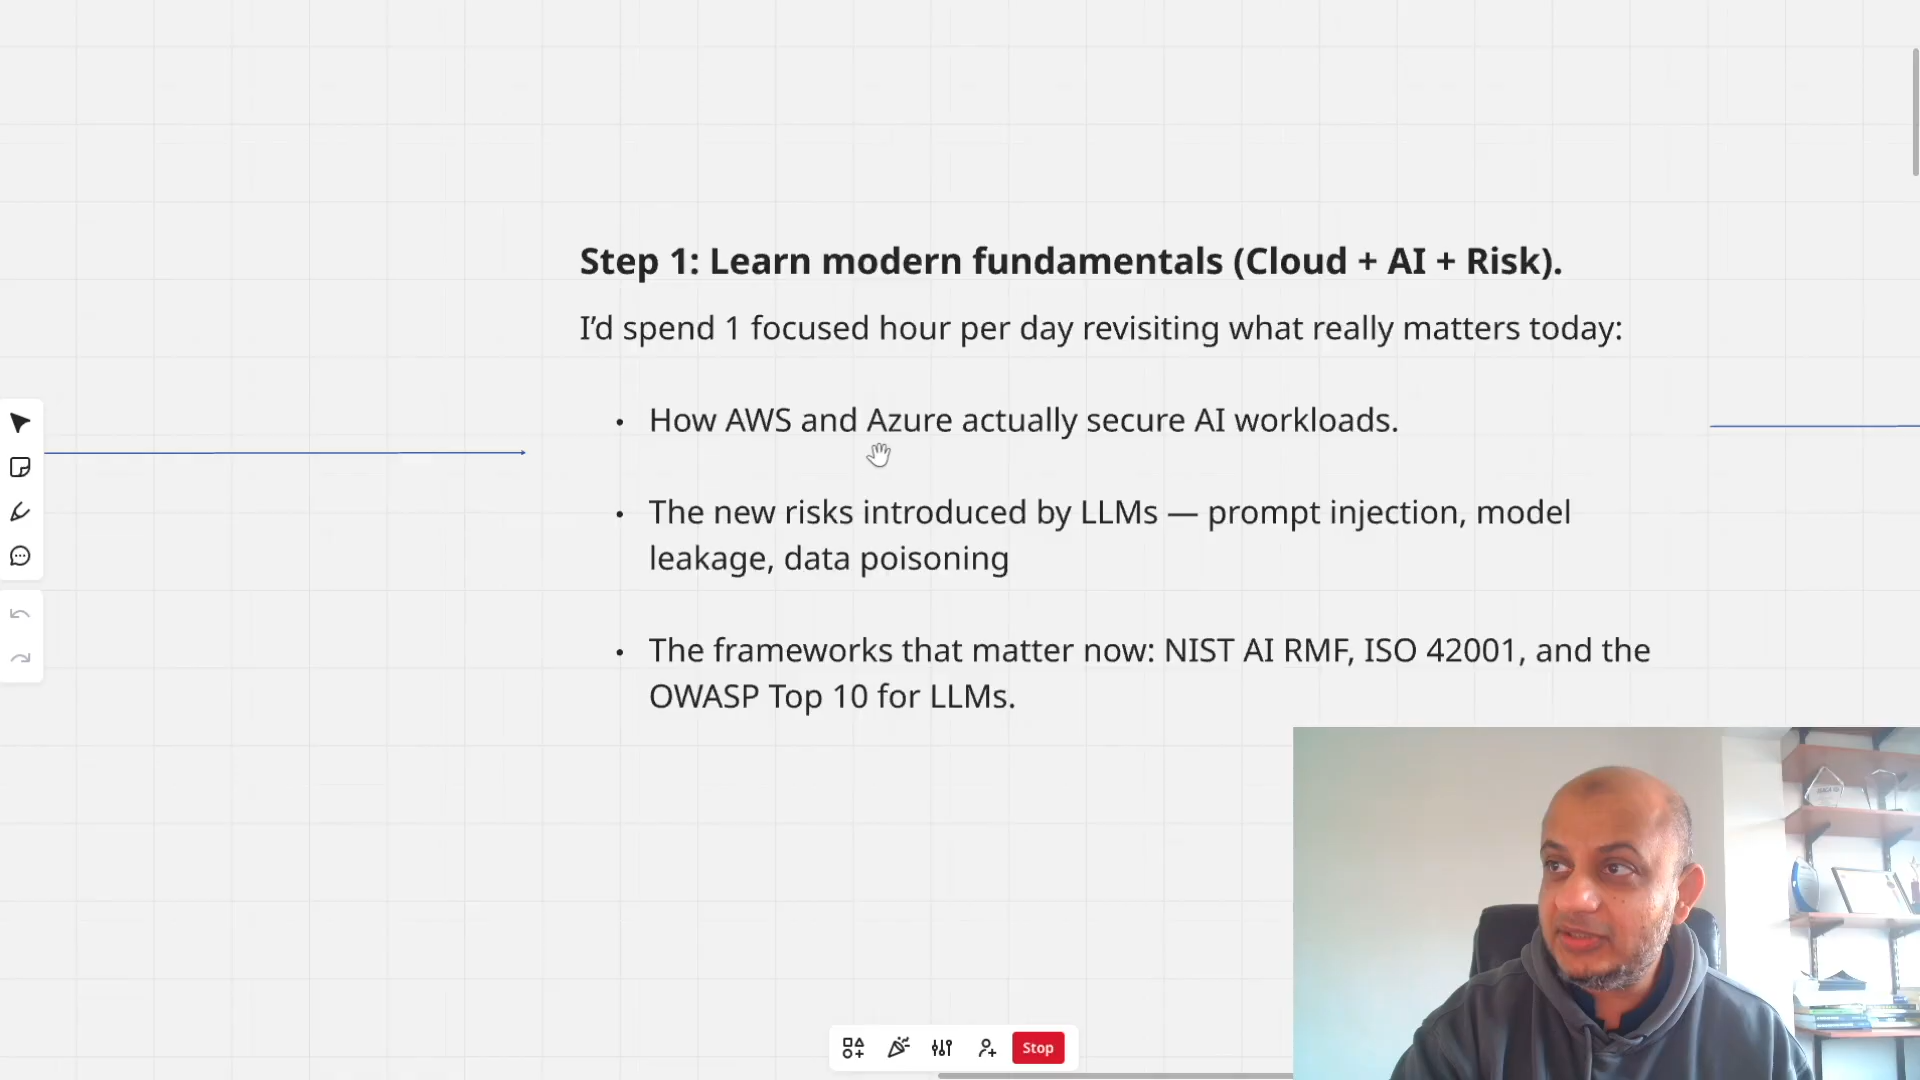 Step 1: Learn modern fundamentals (Cloud + AI + Risk).
I’d spend 1 focused hour per day revisiting what really matters today:
• How AWS and Azure actually secure AI workloads.
• The new risks introduced by LLMs — prompt injection, model
leakage, data poisoning
• The frameworks that matter now: NIST AI RMF, ISO 42001, and the
OWASP Top 10 for LLMs.
Stop